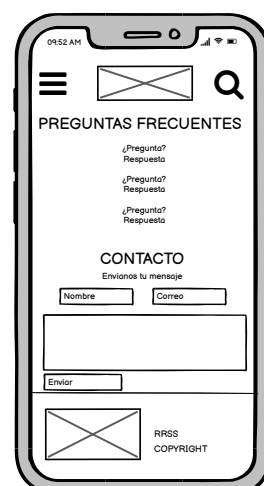 09:52 AM
PREGUNTAS FRECUENTES
¿Pregunta?
Respuesta
¿Pregunta?
Respuesta
¿Pregunta?
Respuesta
CONTACTO
Envianos tu mensaje
Nombre
Correo
Enviar
RRSS
COPYRIGHT